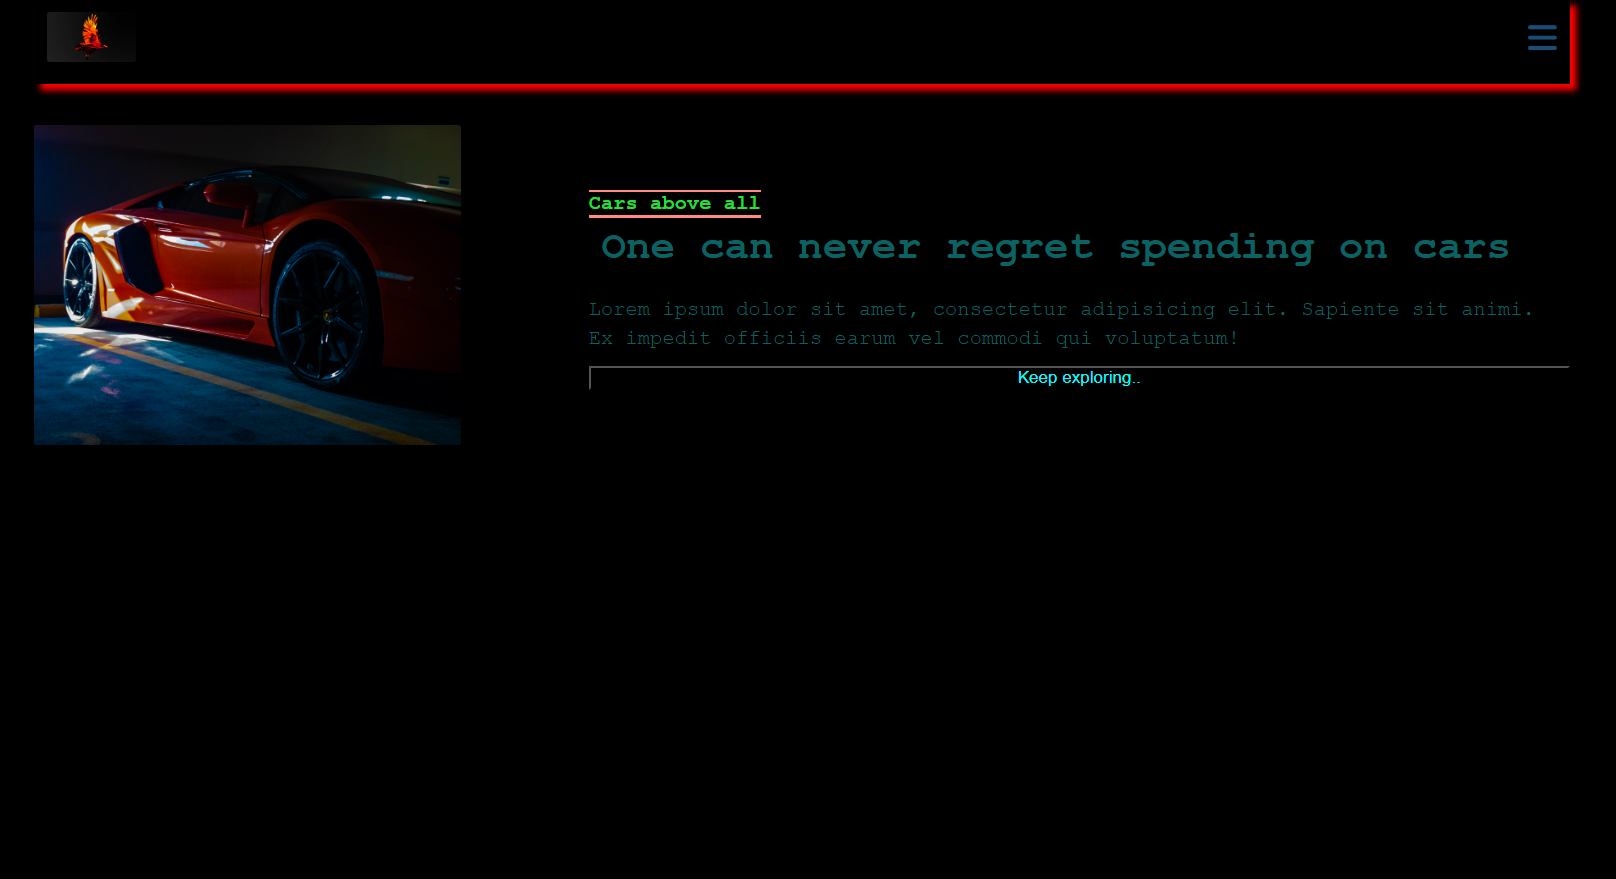 Cars above all
One can never regret spending on cars
Lorem ipsum dolor sit amet, consectetur adipisicing elit. Sapiente sit animi.
Ex impedit officiis earum vel commodi qui voluptatum!
Keep exploring..